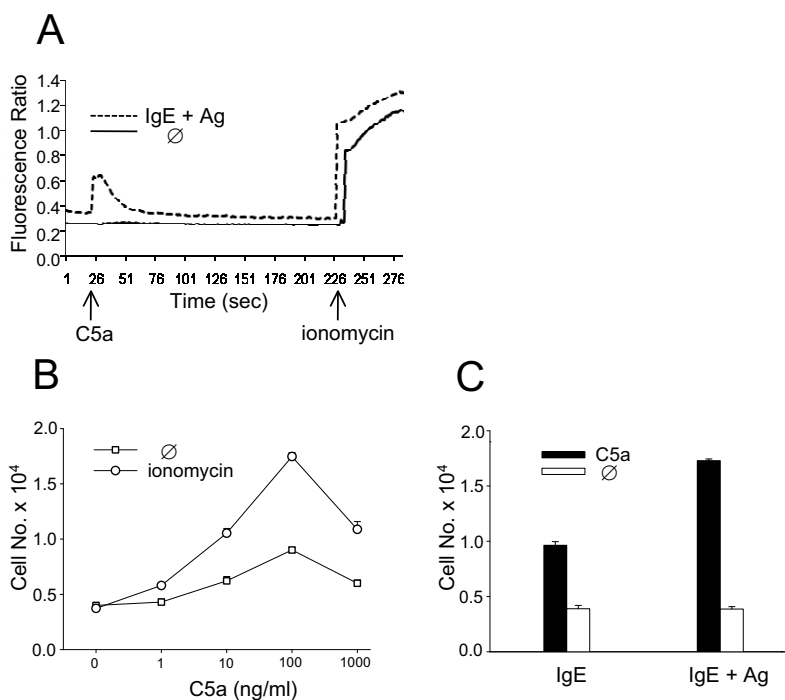 A
Fluorescence Ratio
1.4
1.2
1.0
0.8
0.6
0.4
0.2
0.0
IgE + Ag
∅
1 26 51 76 101 126 151 176 201 226 251 276
Time (sec)
C5a
ionomycin
B
Cell No. x 10⁴
2.0
1.5
1.0
0.5
0.0
∅
ionomycin
0 1 10 100 1000
C5a (ng/ml)
C
Cell No. x 10⁴
2.0
1.5
1.0
0.5
0.0
C5a
∅
IgE IgE + Ag